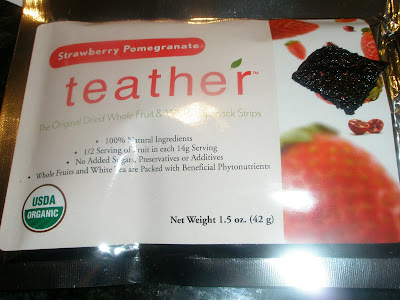 Strawberry Pomegranate
teather™
The Original Dried Whole Fruit & Snack Strips
• 100% Natural Ingredients
• 1/2 Serving of Fruit in each 14g Serving
• No Added Sugars, Preservatives or Additives
• Whole Fruits and White Tea are Packed with Beneficial Phytonutrients
USDA
ORGANIC
Net Weight 1.5 oz. (42 g)